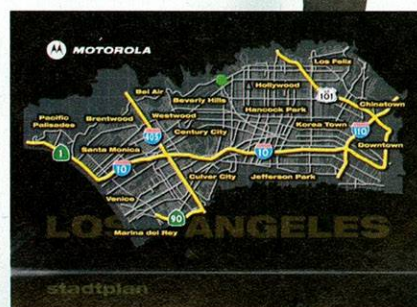 MOTOROLA
Los Feliz
Hollywood
101
Bel Air
Beverly Hills
Hancock Park
Chinatown
Pacific
Palisades
Brentwood
Westwood
405
Century City
Korea Town
110
Downtown
1
Santa Monica
10
10
Culver City
Jefferson Park
Venice
90
Marina del Rey
LOS ANGELES
stadtplan